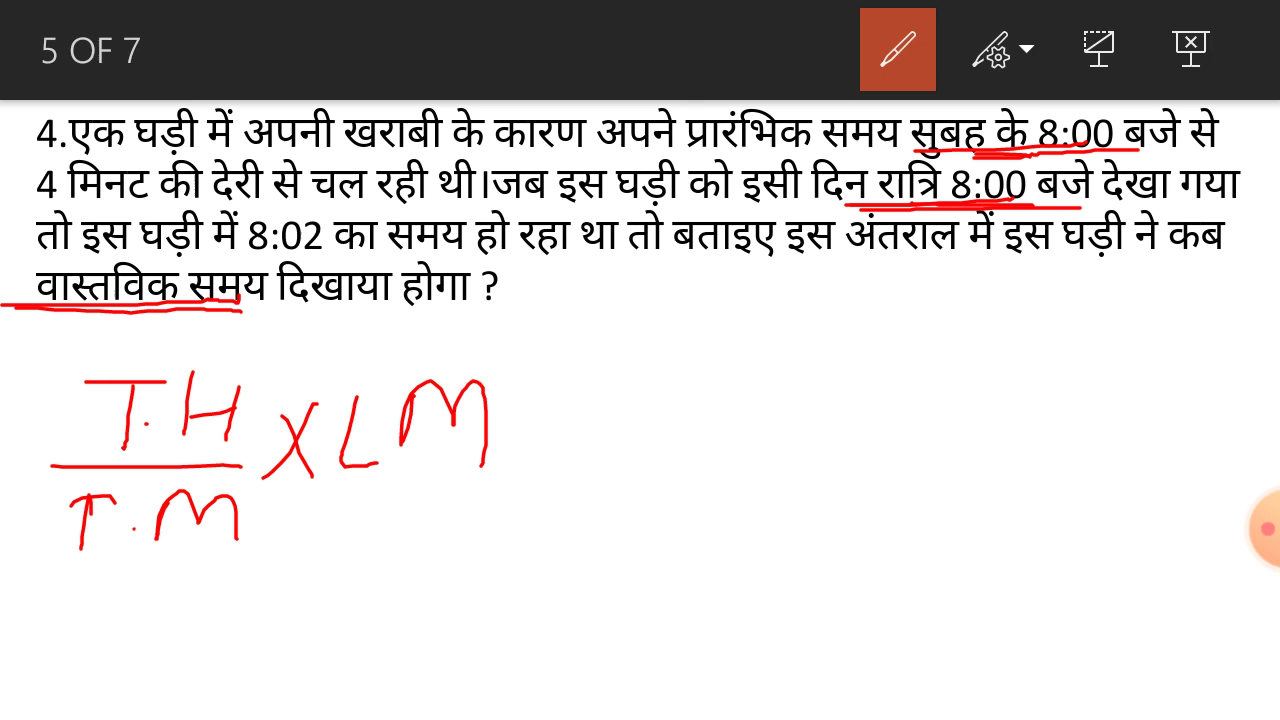 5 OF 7
4.एक घड़ी में अपनी खराबी के कारण अपने प्रारंभिक समय सुबह के 8:00 बजे से
4 मिनट की देरी से चल रही थी।जब इस घड़ी को इसी दिन रात्रि 8:00 बजे देखा गया
तो इस घड़ी में 8:02 का समय हो रहा था तो बताइए इस अंतराल में इस घड़ी ने कब
वास्तविक समय दिखाया होगा ?
T.H
X L M
T.M